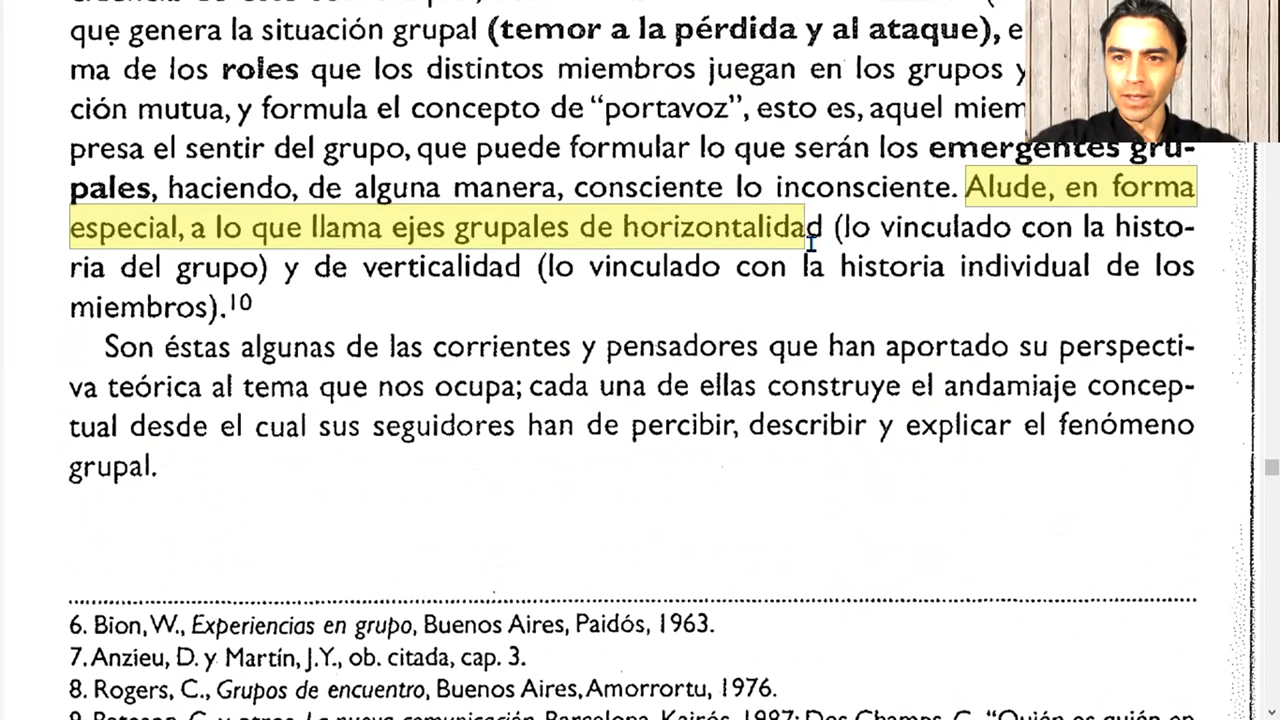 que genera la situación grupal (temor a la pérdida y al ataque), e
ma de los roles que los distintos miembros juegan en los grupos y
ción mutua, y formula el concepto de “portavoz”, esto es, aquel miem
presa el sentir del grupo, que puede formular lo que serán los emergentes gru-
pales, haciendo, de alguna manera, consciente lo inconsciente. Alude, en forma
especial, a lo que llama ejes grupales de horizontalidad (lo vinculado con la histo-
ria del grupo) y de verticalidad (lo vinculado con la historia individual de los
miembros).10
Son éstas algunas de las corrientes y pensadores que han aportado su perspecti-
va teórica al tema que nos ocupa; cada una de ellas construye el andamiaje concep-
tual desde el cual sus seguidores han de percibir, describir y explicar el fenómeno
grupal.
6. Bion, W., Experiencias en grupo, Buenos Aires, Paidós, 1963.
7. Anzieu, D. y Martín, J.Y., ob. citada, cap. 3.
8. Rogers, C., Grupos de encuentro, Buenos Aires, Amorrortu, 1976.